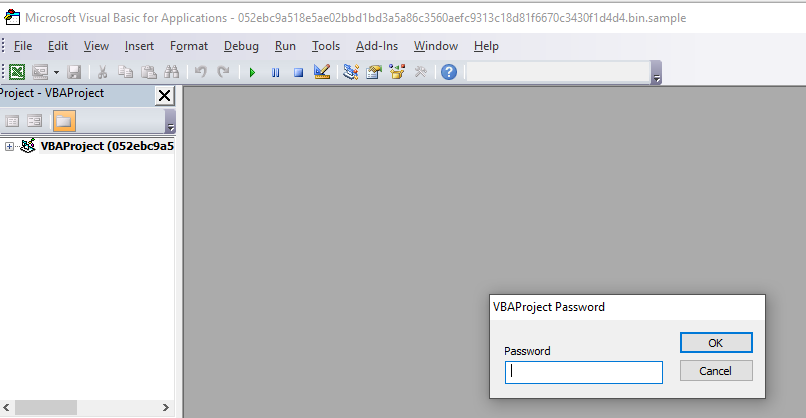 Microsoft Visual Basic for Applications - 052ebc9a518e5ae02bbd1bd3a5a86c3560aefc9313c18d81f6670c3430f1d4d4.bin.sample
File Edit View Insert Format Debug Run Tools Add-Ins Window Help
Project - VBAProject
VBAProject (052ebc9a5
VBAProject Password
OK
Password
Cancel